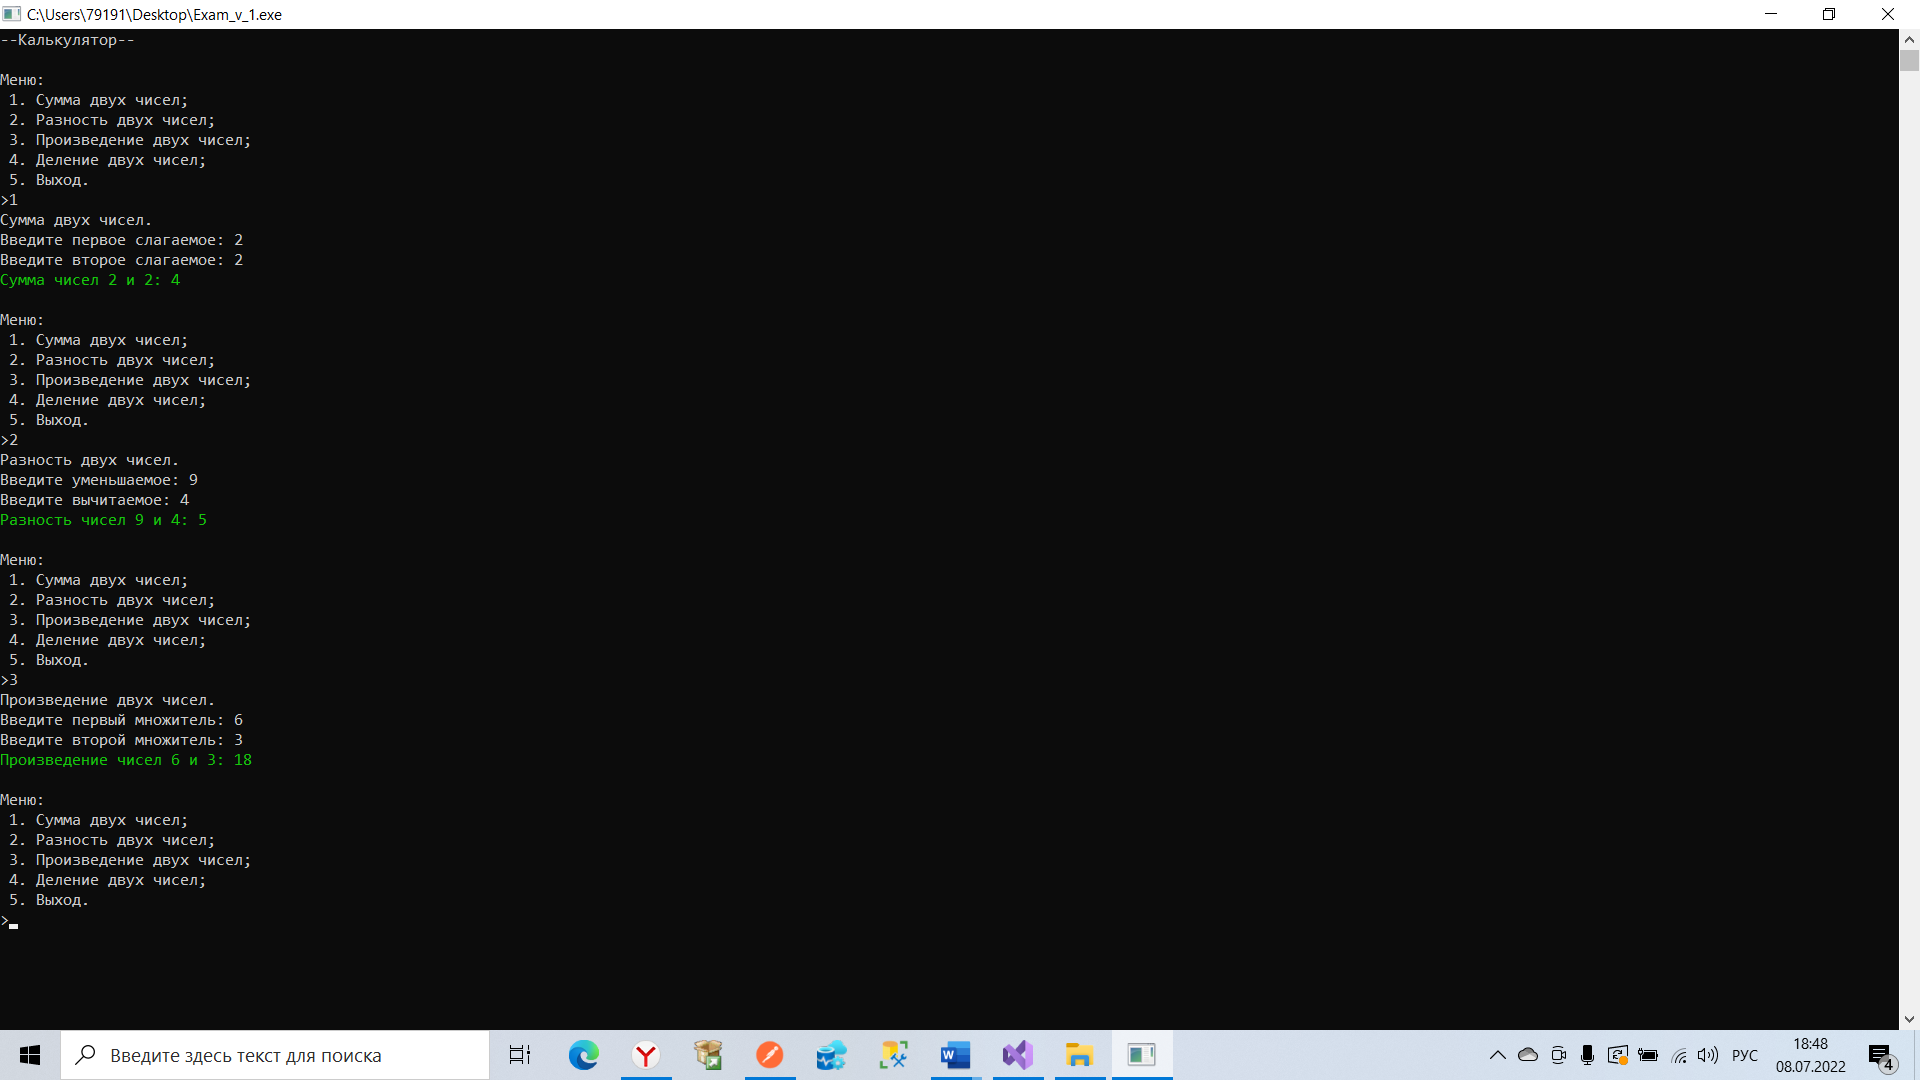 C:\Users\79191\Desktop\Exam_v_1.exe
--Калькулятор--
Меню:
1. Сумма двух чисел;
2. Разность двух чисел;
3. Произведение двух чисел;
4. Деление двух чисел;
5. Выход.
>1
Сумма двух чисел.
Введите первое слагаемое: 2
Введите второе слагаемое: 2
Сумма чисел 2 и 2: 4
Меню:
1. Сумма двух чисел;
2. Разность двух чисел;
3. Произведение двух чисел;
4. Деление двух чисел;
5. Выход.
>2
Разность двух чисел.
Введите уменьшаемое: 9
Введите вычитаемое: 4
Разность чисел 9 и 4: 5
Меню:
1. Сумма двух чисел;
2. Разность двух чисел;
3. Произведение двух чисел;
4. Деление двух чисел;
5. Выход.
>3
Произведение двух чисел.
Введите первый множитель: 6
Введите второй множитель: 3
Произведение чисел 6 и 3: 18
Меню:
1. Сумма двух чисел;
2. Разность двух чисел;
3. Произведение двух чисел;
4. Деление двух чисел;
5. Выход.
>
Введите здесь текст для поиска
РУС
18:48
08.07.2022
4